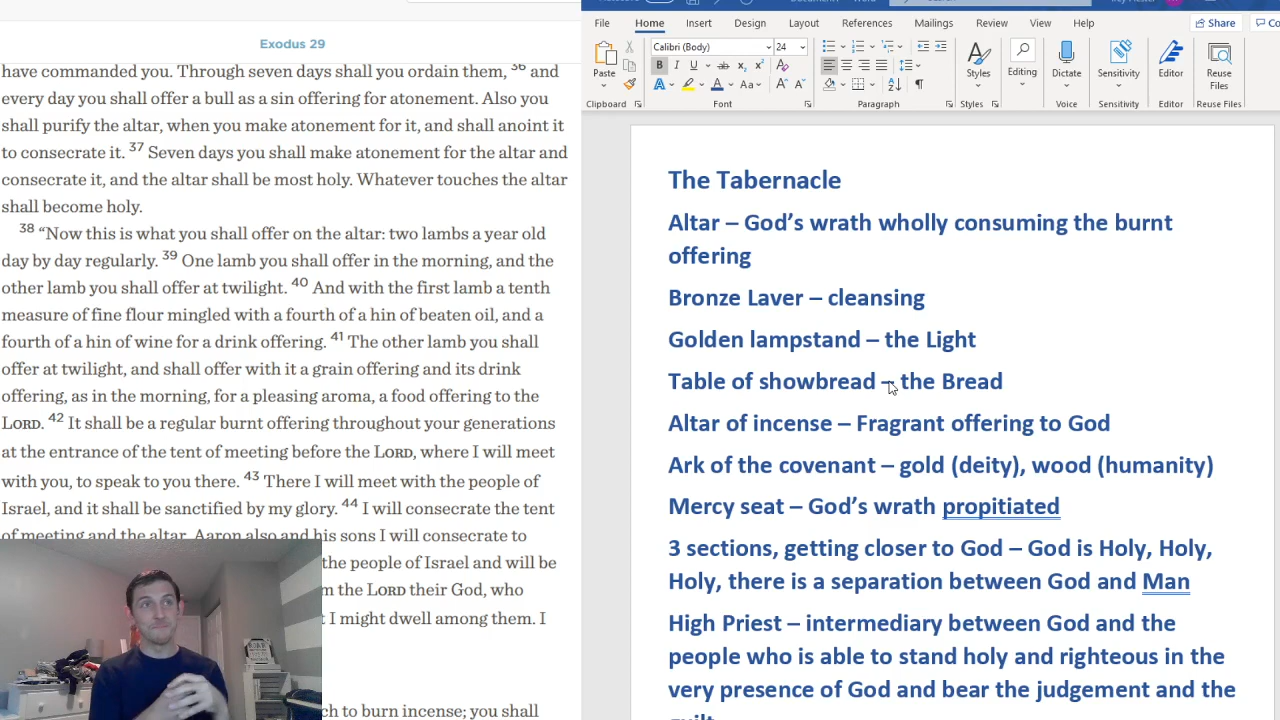 Exodus 29
have commanded you. Through seven days shall you ordain them, 36 and
every day you shall offer a bull as a sin offering for atonement. Also you
shall purify the altar, when you make atonement for it, and shall anoint it
to consecrate it. 37 Seven days you shall make atonement for the altar and
consecrate it, and the altar shall be most holy. Whatever touches the altar
shall become holy.
38 “Now this is what you shall offer on the altar: two lambs a year old
day by day regularly. 39 One lamb you shall offer in the morning, and the
other lamb you shall offer at twilight. 40 And with the first lamb a tenth
measure of fine flour mingled with a fourth of a hin of beaten oil, and a
fourth of a hin of wine for a drink offering. 41 The other lamb you shall
offer at twilight, and shall offer with it a grain offering and its drink
offering, as in the morning, for a pleasing aroma, a food offering to the
LORD. 42 It shall be a regular burnt offering throughout your generations
at the entrance of the tent of meeting before the LORD, where I will meet
with you, to speak to you there. 43 There I will meet with the people of
Israel, and it shall be sanctified by my glory. 44 I will consecrate the tent
of meeting and the altar. Aaron also and his sons I will consecrate to
the people of Israel and will be
the LORD their God, who
I might dwell among them. I
to burn incense; you shall
File Home Insert Design Layout References Mailings Review View Help Share
Calibri (Body) 24
Paste Styles Editing Dictate Sensitivity Editor Reuse Files
Clipboard Font Paragraph Styles Voice Sensitivity Editor Reuse Files
The Tabernacle
Altar – God’s wrath wholly consuming the burnt
offering
Bronze Laver – cleansing
Golden lampstand – the Light
Table of showbread – the Bread
Altar of incense – Fragrant offering to God
Ark of the covenant – gold (deity), wood (humanity)
Mercy seat – God’s wrath propitiated
3 sections, getting closer to God – God is Holy, Holy,
Holy, there is a separation between God and Man
High Priest – intermediary between God and the
people who is able to stand holy and righteous in the
very presence of God and bear the judgement and the